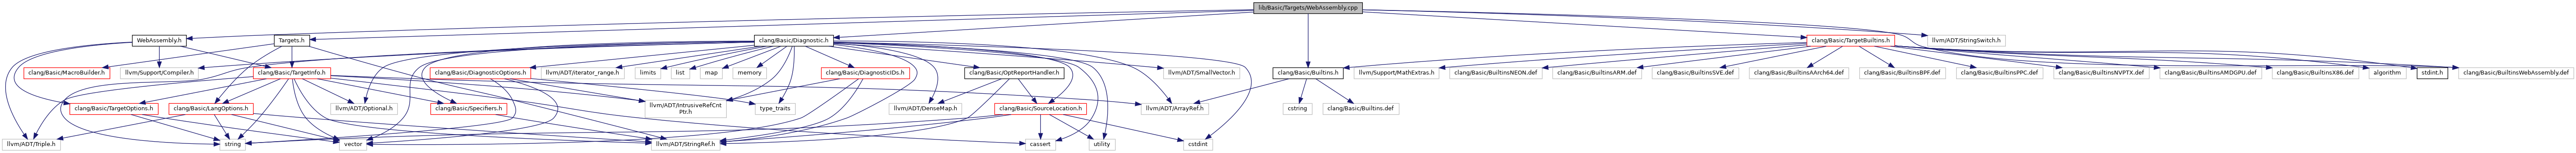 lib/Basic/Targets/WebAssembly.cpp
WebAssembly.h
Targets.h
clang/Basic/Diagnostic.h
clang/Basic/TargetBuiltins.h
llvm/ADT/StringSwitch.h
clang/Basic/MacroBuilder.h
llvm/Support/Compiler.h
clang/Basic/TargetInfo.h
clang/Basic/DiagnosticOptions.h
llvm/ADT/iterator_range.h
limits
list
map
memory
clang/Basic/DiagnosticIDs.h
clang/Basic/OptReportHandler.h
llvm/ADT/SmallVector.h
clang/Basic/Builtins.h
llvm/Support/MathExtras.h
clang/Basic/BuiltinsNEON.def
clang/Basic/BuiltinsARM.def
clang/Basic/BuiltinsSVE.def
clang/Basic/BuiltinsAArch64.def
clang/Basic/BuiltinsBPF.def
clang/Basic/BuiltinsPPC.def
clang/Basic/BuiltinsNVPTX.def
clang/Basic/BuiltinsAMDGPU.def
clang/Basic/BuiltinsX86.def
algorithm
stdint.h
clang/Basic/BuiltinsWebAssembly.def
clang/Basic/TargetOptions.h
clang/Basic/LangOptions.h
llvm/ADT/Optional.h
clang/Basic/Specifiers.h
llvm/ADT/IntrusiveRefCnt
Ptr.h
type_traits
llvm/ADT/DenseMap.h
clang/Basic/SourceLocation.h
llvm/ADT/ArrayRef.h
cstring
clang/Basic/Builtins.def
llvm/ADT/Triple.h
string
vector
llvm/ADT/StringRef.h
cassert
utility
cstdint